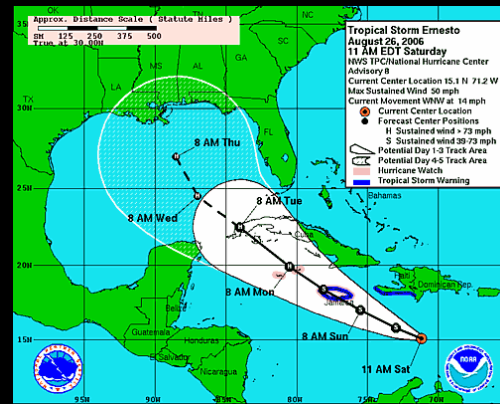 Approx. Distance Scale ( Statute Miles )
SM 125 250 375 500
True at 30.00N
Tropical Storm Ernesto
August 26, 2006
11 AM EDT Saturday
NWS TPC/National Hurricane Center
Advisory 8
Current Center Location 15.1 N 71.2 W
Max Sustained Wind 50 mph
Current Movement WNW at 14 mph
Current Center Location
Forecast Center Positions
H Sustained wind > 73 mph
S Sustained wind 39-73 mph
Potential Day 1-3 Track Area
Potential Day 4-5 Track Area
Hurricane Watch
Tropical Storm Warning
35N
OK
AR
TN
NC
SC
MS
AL
GA
LA
TX
FL
30N
25N
20N
15N
8 AM Thu
8 AM Wed
8 AM Tue
8 AM Mon
8 AM Sun
11 AM Sat
Bahamas
Cuba
Haiti
Dominican Rep.
Jamaica
Belize
Guatemala
Honduras
El Salvador
Nicaragua
H
H
S
S
95W
90W
85W
80W
75W
70W
NOAA